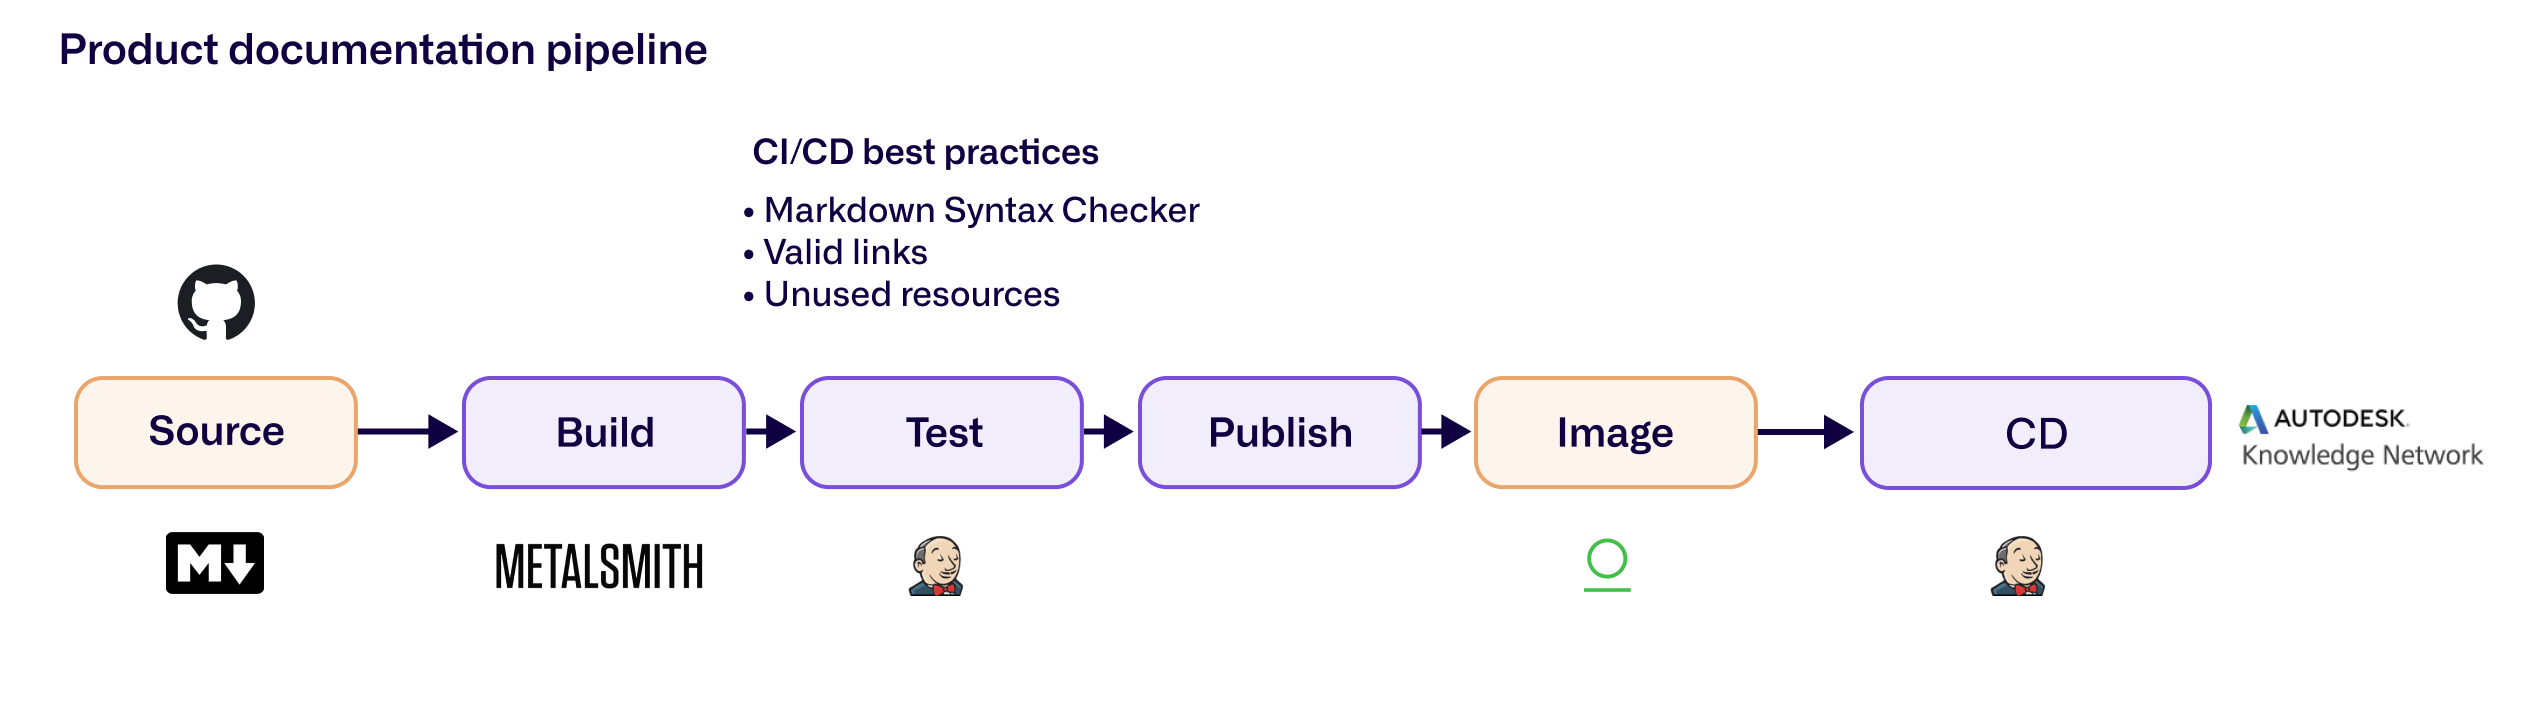 Product documentation pipeline
CI/CD best practices
• Markdown Syntax Checker
• Valid links
• Unused resources
Source
Build
Test
Publish
Image
CD
AUTODESK.
Knowledge Network
M
METALSMITH